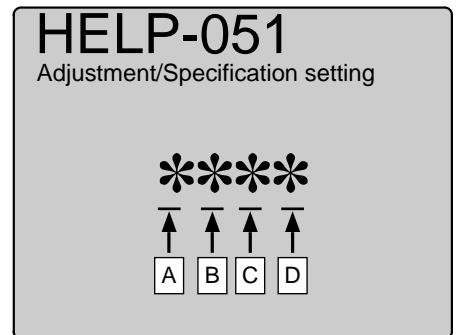 HELP-051
Adjustment/Specification setting
****
A B C D